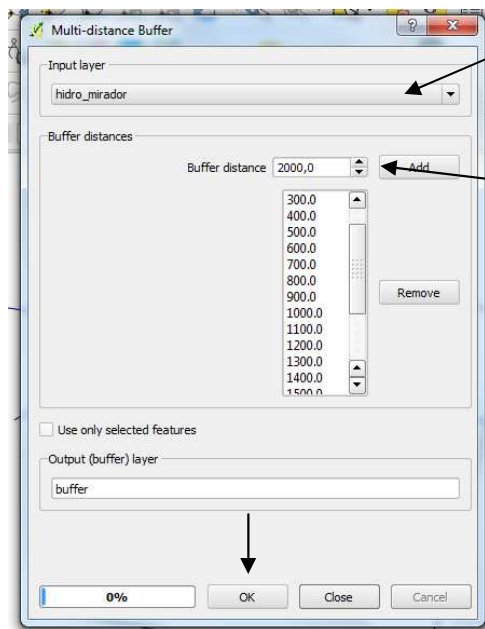 Multi-distance Buffer
Input layer
hidro_mirador
Buffer distances
Buffer distance 2000,0 Add
300.0
400.0
500.0
600.0
700.0
800.0
900.0
Remove
1000.0
1100.0
1200.0
1300.0
1400.0
1500.0
Use only selected features
Output (buffer) layer
buffer
0% OK Close Cancel